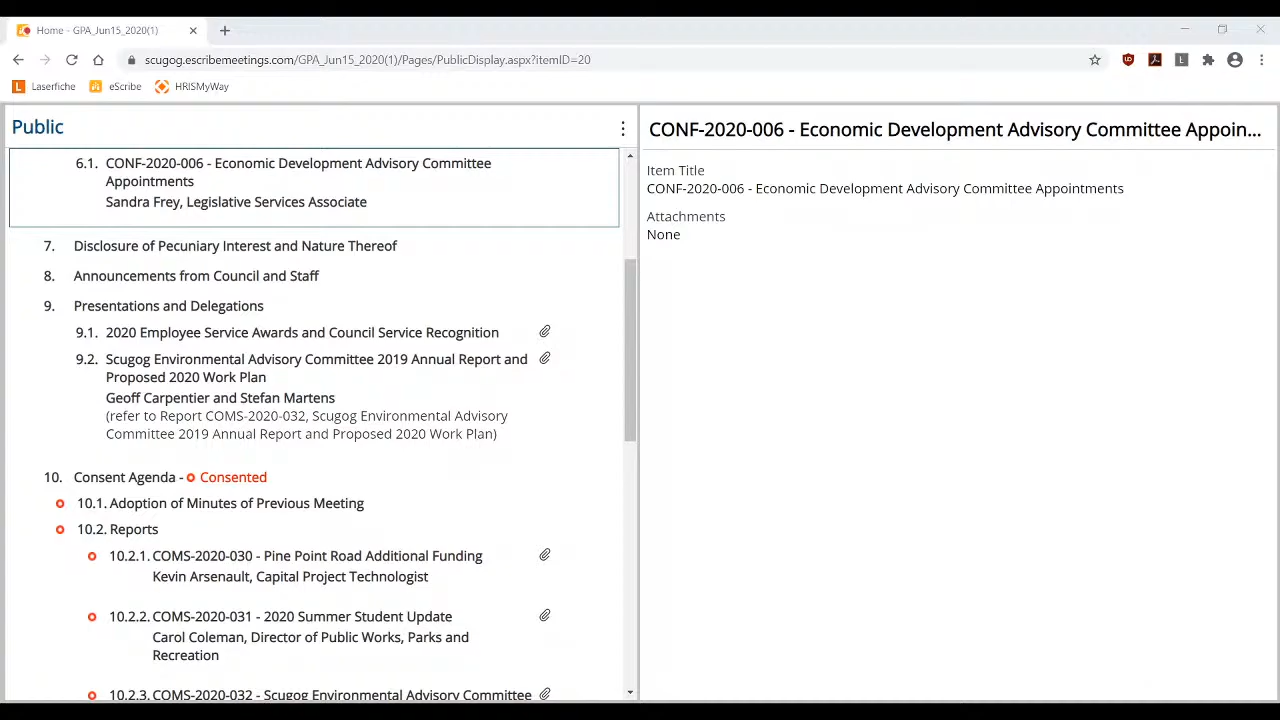 Home - GPA_Jun15_2020(1)
scugog.escribemeetings.com/GPA_Jun15_2020(1)/Pages/PublicDisplay.aspx?itemID=20
Laserfiche eScribe HRISMyWay
Public
6.1. CONF-2020-006 - Economic Development Advisory Committee
Appointments
Sandra Frey, Legislative Services Associate
7. Disclosure of Pecuniary Interest and Nature Thereof
8. Announcements from Council and Staff
9. Presentations and Delegations
9.1. 2020 Employee Service Awards and Council Service Recognition
9.2. Scugog Environmental Advisory Committee 2019 Annual Report and
Proposed 2020 Work Plan
Geoff Carpentier and Stefan Martens
(refer to Report COMS-2020-032, Scugog Environmental Advisory
Committee 2019 Annual Report and Proposed 2020 Work Plan)
10. Consent Agenda - Consented
10.1. Adoption of Minutes of Previous Meeting
10.2. Reports
10.2.1. COMS-2020-030 - Pine Point Road Additional Funding
Kevin Arsenault, Capital Project Technologist
10.2.2. COMS-2020-031 - 2020 Summer Student Update
Carol Coleman, Director of Public Works, Parks and
Recreation
10.2.3. COMS-2020-032 - Scugog Environmental Advisory Committee
CONF-2020-006 - Economic Development Advisory Committee Appoin...
Item Title
CONF-2020-006 - Economic Development Advisory Committee Appointments
Attachments
None